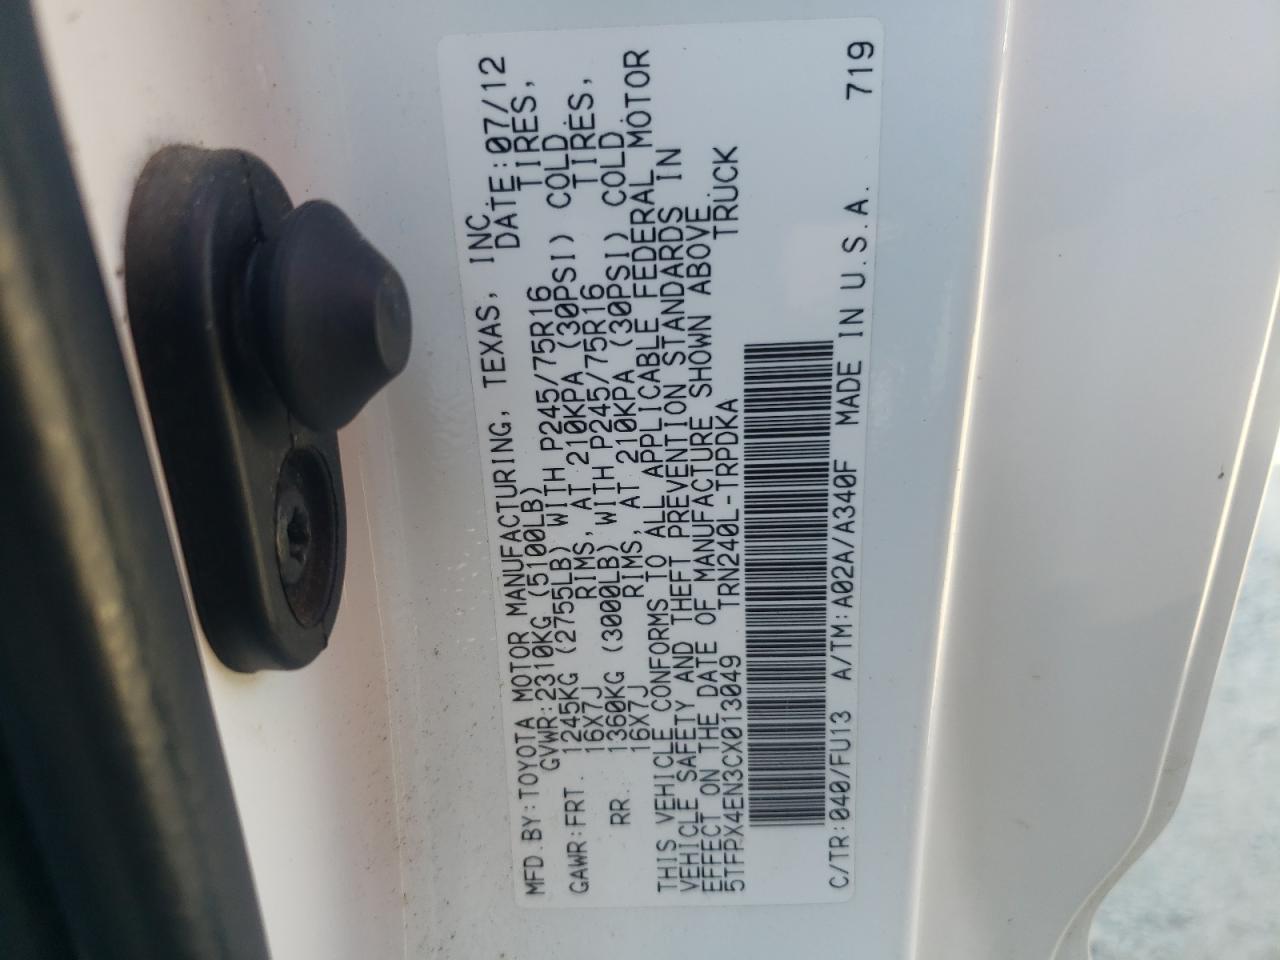 MFD.BY:TOYOTA MOTOR MANUFACTURING, TEXAS, INC.
GVWR:2310KG (5100LB) DATE:07/12
GAWR:FRT. 1245KG (2755LB) WITH P245/75R16 TIRES,
16X7J RIMS, AT 210KPA (30PSI) COLD
RR. 1360KG (3000LB) WITH P245/75R16 TIRES,
16X7J RIMS, AT 210KPA (30PSI) COLD
THIS VEHICLE CONFORMS TO ALL APPLICABLE FEDERAL MOTOR
VEHICLE SAFETY AND THEFT PREVENTION STANDARDS IN
EFFECT ON THE DATE OF MANUFACTURE SHOWN ABOVE.
5TFPX4EN3CX013049 TRN240L-TRPDKA TRUCK
C/TR:040/FU13 A/TM:A02A/A340F MADE IN U.S.A. 719